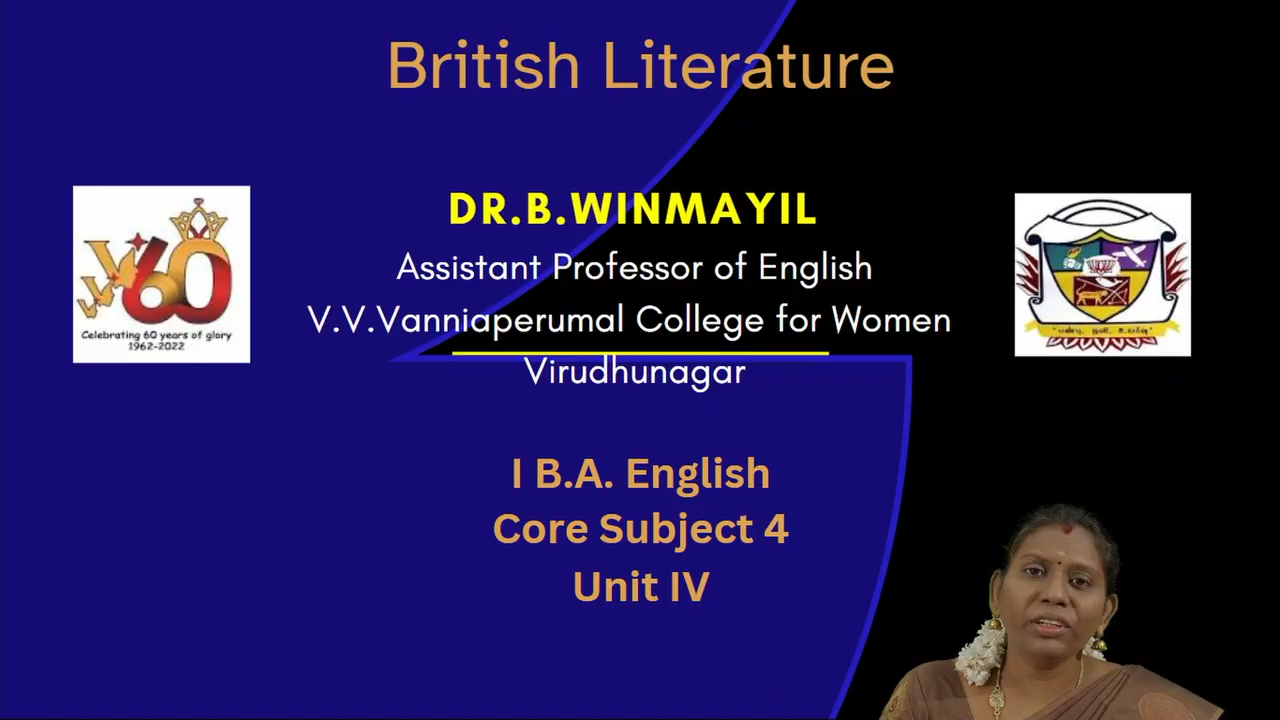 British Literature
DR.B.WINMAYIL
Assistant Professor of English
V.V.Vanniaperumal College for Women
Virudhunagar
VV60
Celebrating 60 years of glory
1962-2022
I B.A. English
Core Subject 4
Unit IV